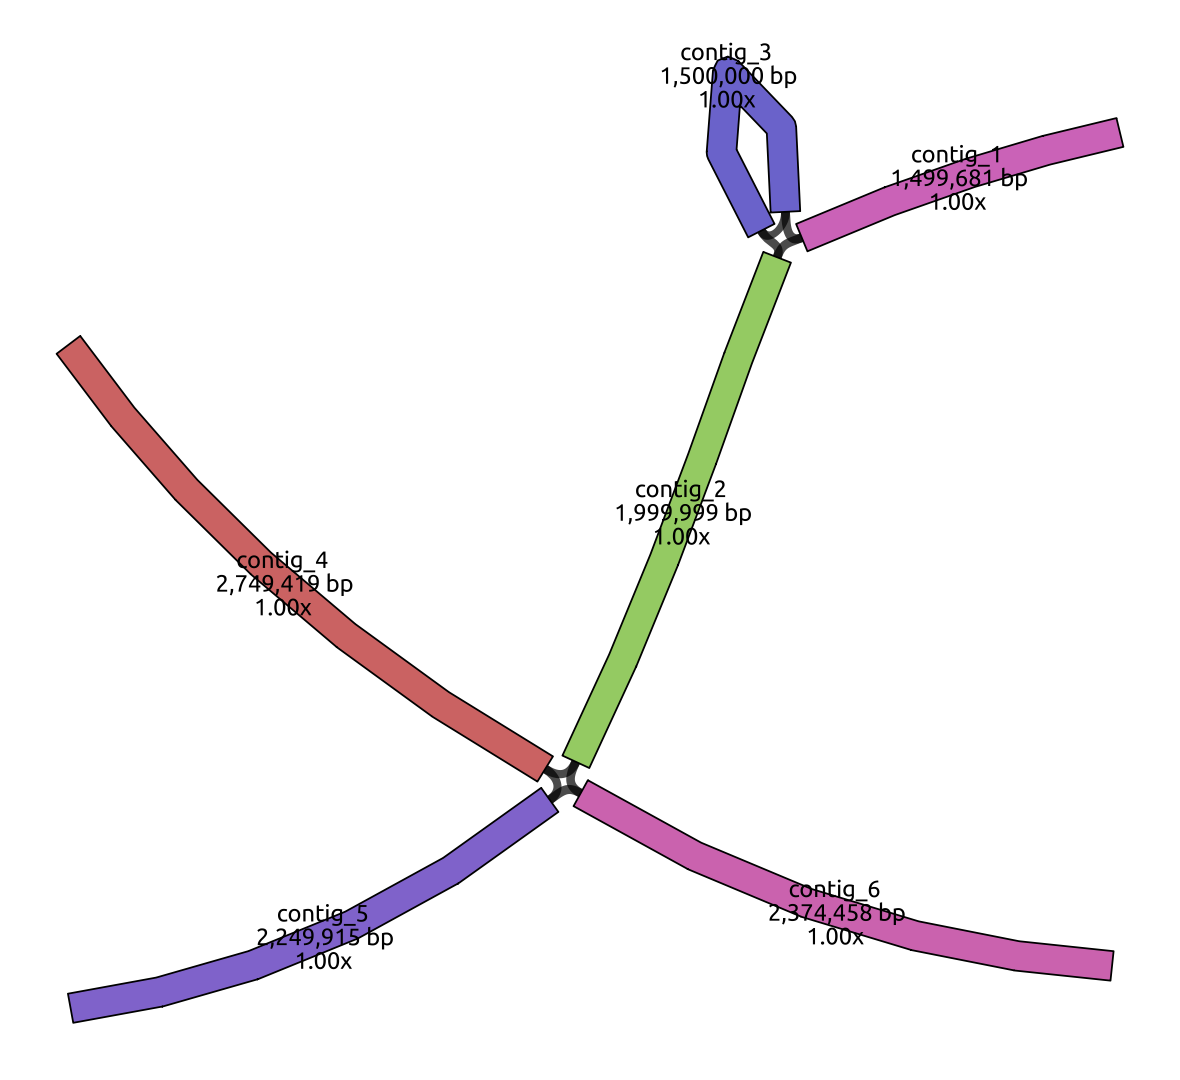 contig_3
1,500,000 bp
1.00x
contig_1
1,499,681 bp
1.00x
contig_2
1,999,999 bp
1.00x
contig_4
2,749,419 bp
1.00x
contig_6
2,374,458 bp
1.00x
contig_5
2,249,915 bp
1.00x